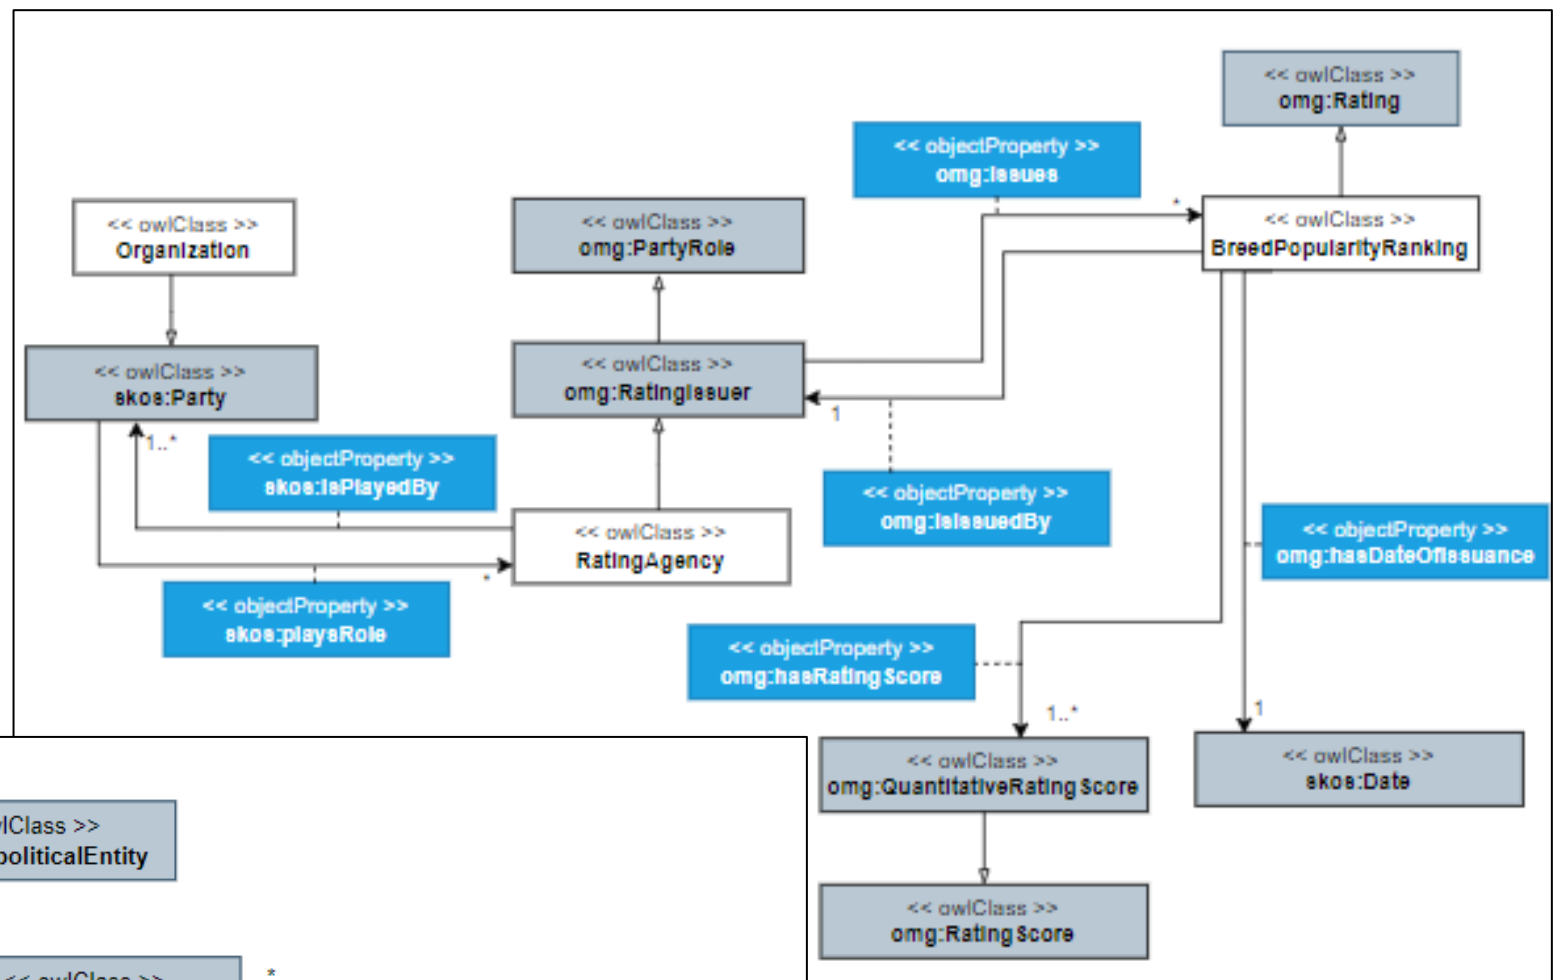 << owlClass >>
omg:Rating
<< objectProperty >>
omg:Issues
*
<< owlClass >>
Organization
<< owlClass >>
omg:PartyRole
<< owlClass >>
BreedPopularityRanking
<< owlClass >>
skos:Party
<< owlClass >>
omg:RatingIssuer
1
1..*
<< objectProperty >>
skos:isPlayedBy
<< objectProperty >>
omg:isIssuedBy
<< owlClass >>
RatingAgency
*
<< objectProperty >>
omg:hasDateOfIssuance
<< objectProperty >>
skos:playsRole
<< objectProperty >>
omg:hasRatingScore
1..*
1
<< owlClass >>
omg:QuantitativeRatingScore
<< owlClass >>
skos:Date
lClass >>
politicalEntity
<< owlClass >>
omg:RatingScore
<< owlClass >>
*